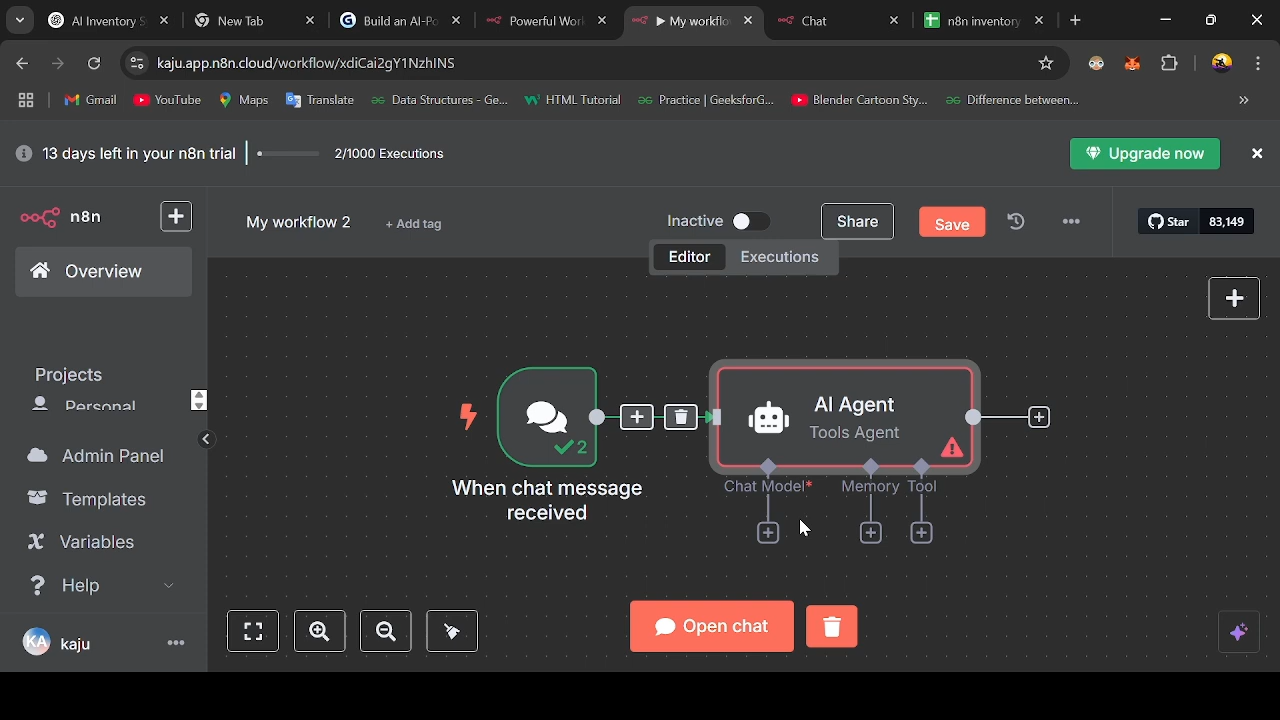 AI Inventory S
New Tab
Build an AI-Po
Powerful Wor
My workflo
Chat
n8n inventory
kaju.app.n8n.cloud/workflow/xdiCai2gY1NzhlNS
Gmail
YouTube
Maps
Translate
Data Structures - Ge...
HTML Tutorial
Practice | GeeksforG...
Blender Cartoon Sty...
Difference between...
13 days left in your n8n trial
2/1000 Executions
Upgrade now
n8n
My workflow 2
+ Add tag
Inactive
Share
Save
Star
83,149
Editor
Executions
Overview
Projects
Personal
Admin Panel
Templates
Variables
Help
KA
kaju
2
When chat message
received
AI Agent
Tools Agent
Chat Model*
Memory
Tool
Open chat